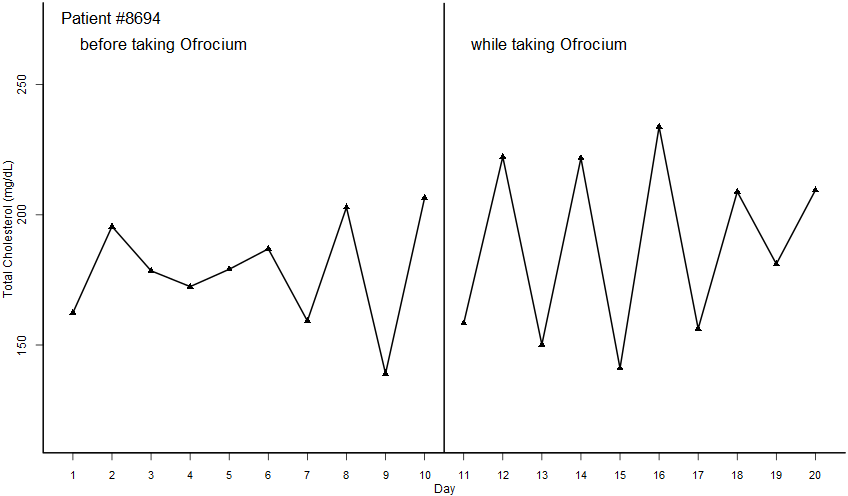 Patient #8694
before taking Ofrocium
while taking Ofrocium
Total Cholesterol (mg/dL)
250
200
150
1 2 3 4 5 6 7 8 9 10 11 12 13 14 15 16 17 18 19 20
Day